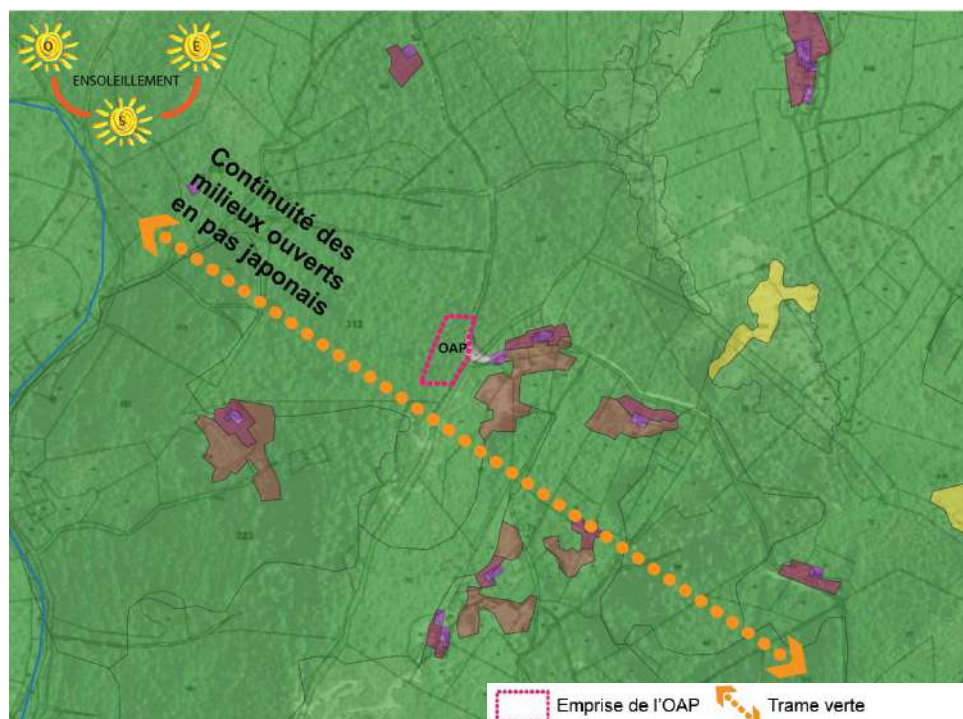 O
E
ENSOLEILLEMENT
S
Continuité des
milieux ouverts
en pas japonais
OAP
Emprise de l'OAP
Trame verte